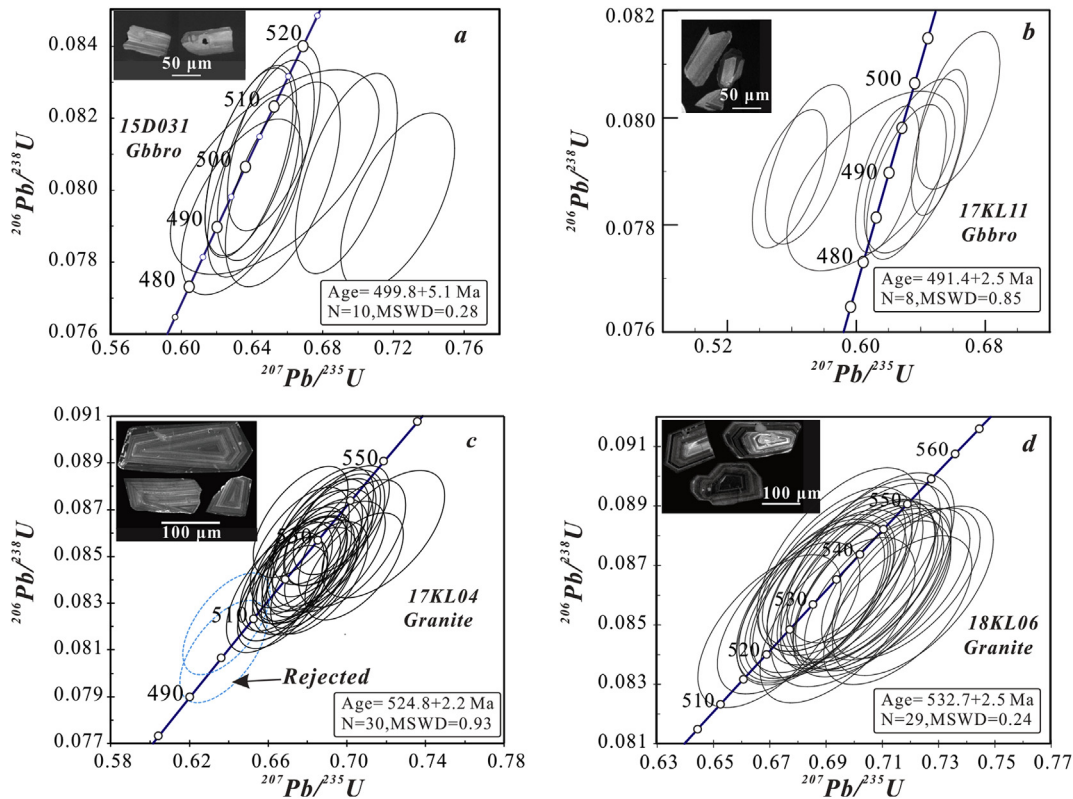 a
50 µm
15D031
Gbbro
0.084
0.082
0.080
0.078
0.076
²⁰⁶Pb/²³⁸U
520
510
500
490
480
Age= 499.8+5.1 Ma
N=10,MSWD=0.28
0.56
0.60
0.64
0.68
0.72
0.76
²⁰⁷Pb/²³⁵U
b
50 µm
0.082
0.080
0.078
0.076
²⁰⁶Pb/²³⁸U
500
490
480
17KL11
Gbbro
Age= 491.4+2.5 Ma
N=8,MSWD=0.85
0.52
0.60
0.68
²⁰⁷Pb/²³⁵U
c
100 µm
0.091
0.089
0.087
0.085
0.083
0.081
0.079
0.077
²⁰⁶Pb/²³⁸U
550
530
510
490
17KL04
Granite
Rejected
Age= 524.8+2.2 Ma
N=30,MSWD=0.93
0.58
0.62
0.66
0.70
0.74
0.78
²⁰⁷Pb/²³⁵U
d
100 µm
0.091
0.089
0.087
0.085
0.083
0.081
²⁰⁶Pb/²³⁸U
560
550
540
530
520
510
18KL06
Granite
Age= 532.7+2.5 Ma
N=29,MSWD=0.24
0.63
0.65
0.67
0.69
0.71
0.73
0.75
0.77
²⁰⁷Pb/²³⁵U